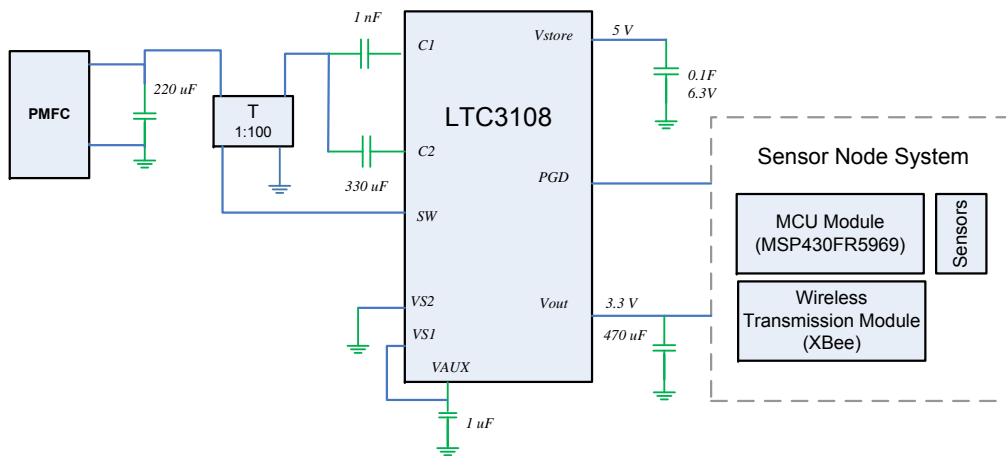 1 nF
C1
Vstore
5 V
PMFC
220 uF
T
1:100
0.1F
6.3V
LTC3108
C2
330 uF
PGD
SW
Sensor Node System
MCU Module
(MSP430FR5969)
Sensors
VS2
VS1
Vout
3.3 V
470 uF
Wireless
Transmission Module
(XBee)
VAUX
1 uF